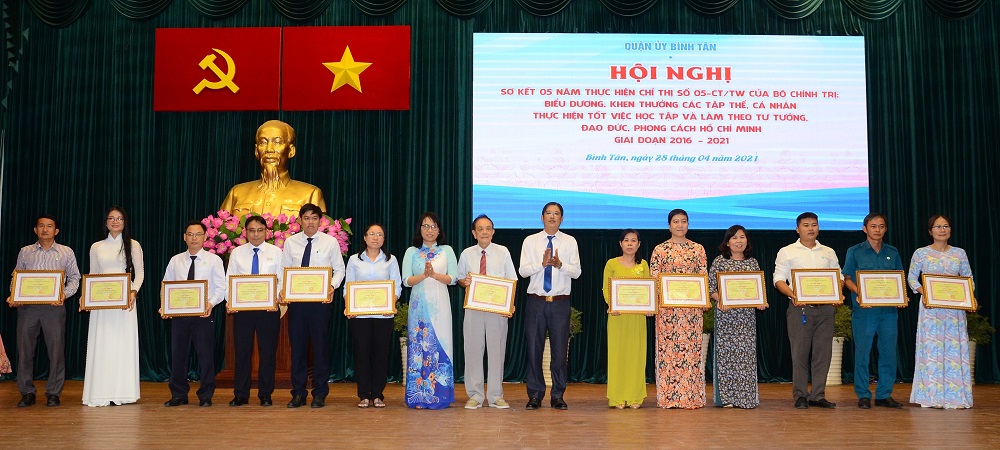 QUẬN ỦY BÌNH TÂN
HỘI NGHỊ
SƠ KẾT 05 NĂM THỰC HIỆN CHỈ THỊ SỐ 05-CT/TW CỦA BỘ CHÍNH TRỊ;
BIỂU DƯƠNG, KHEN THƯỞNG CÁC TẬP THỂ, CÁ NHÂN
THỰC HIỆN TỐT VIỆC HỌC TẬP VÀ LÀM THEO TƯ TƯỞNG,
ĐẠO ĐỨC, PHONG CÁCH HỒ CHÍ MINH
GIAI ĐOẠN 2016 - 2021
Bình Tân, ngày 28 tháng 04 năm 2021